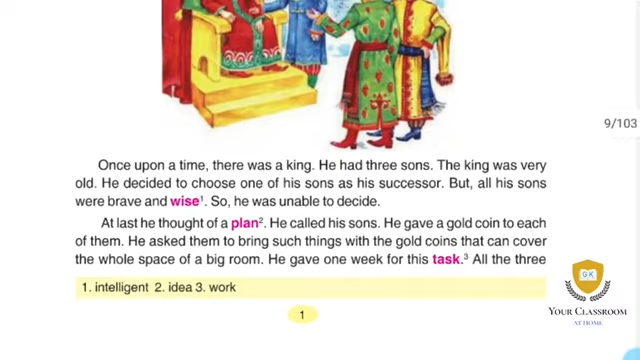 Once upon a time, there was a king. He had three sons. The king was very
old. He decided to choose one of his sons as his successor. But, all his sons
were brave and wise¹. So, he was unable to decide.
At last he thought of a plan². He called his sons. He gave a gold coin to each
of them. He asked them to bring such things with the gold coins that can cover
the whole space of a big room. He gave one week for this task.³ All the three
1. intelligent 2. idea 3. work
1
9/103
GK
YOUR CLASSROOM
AT HOME